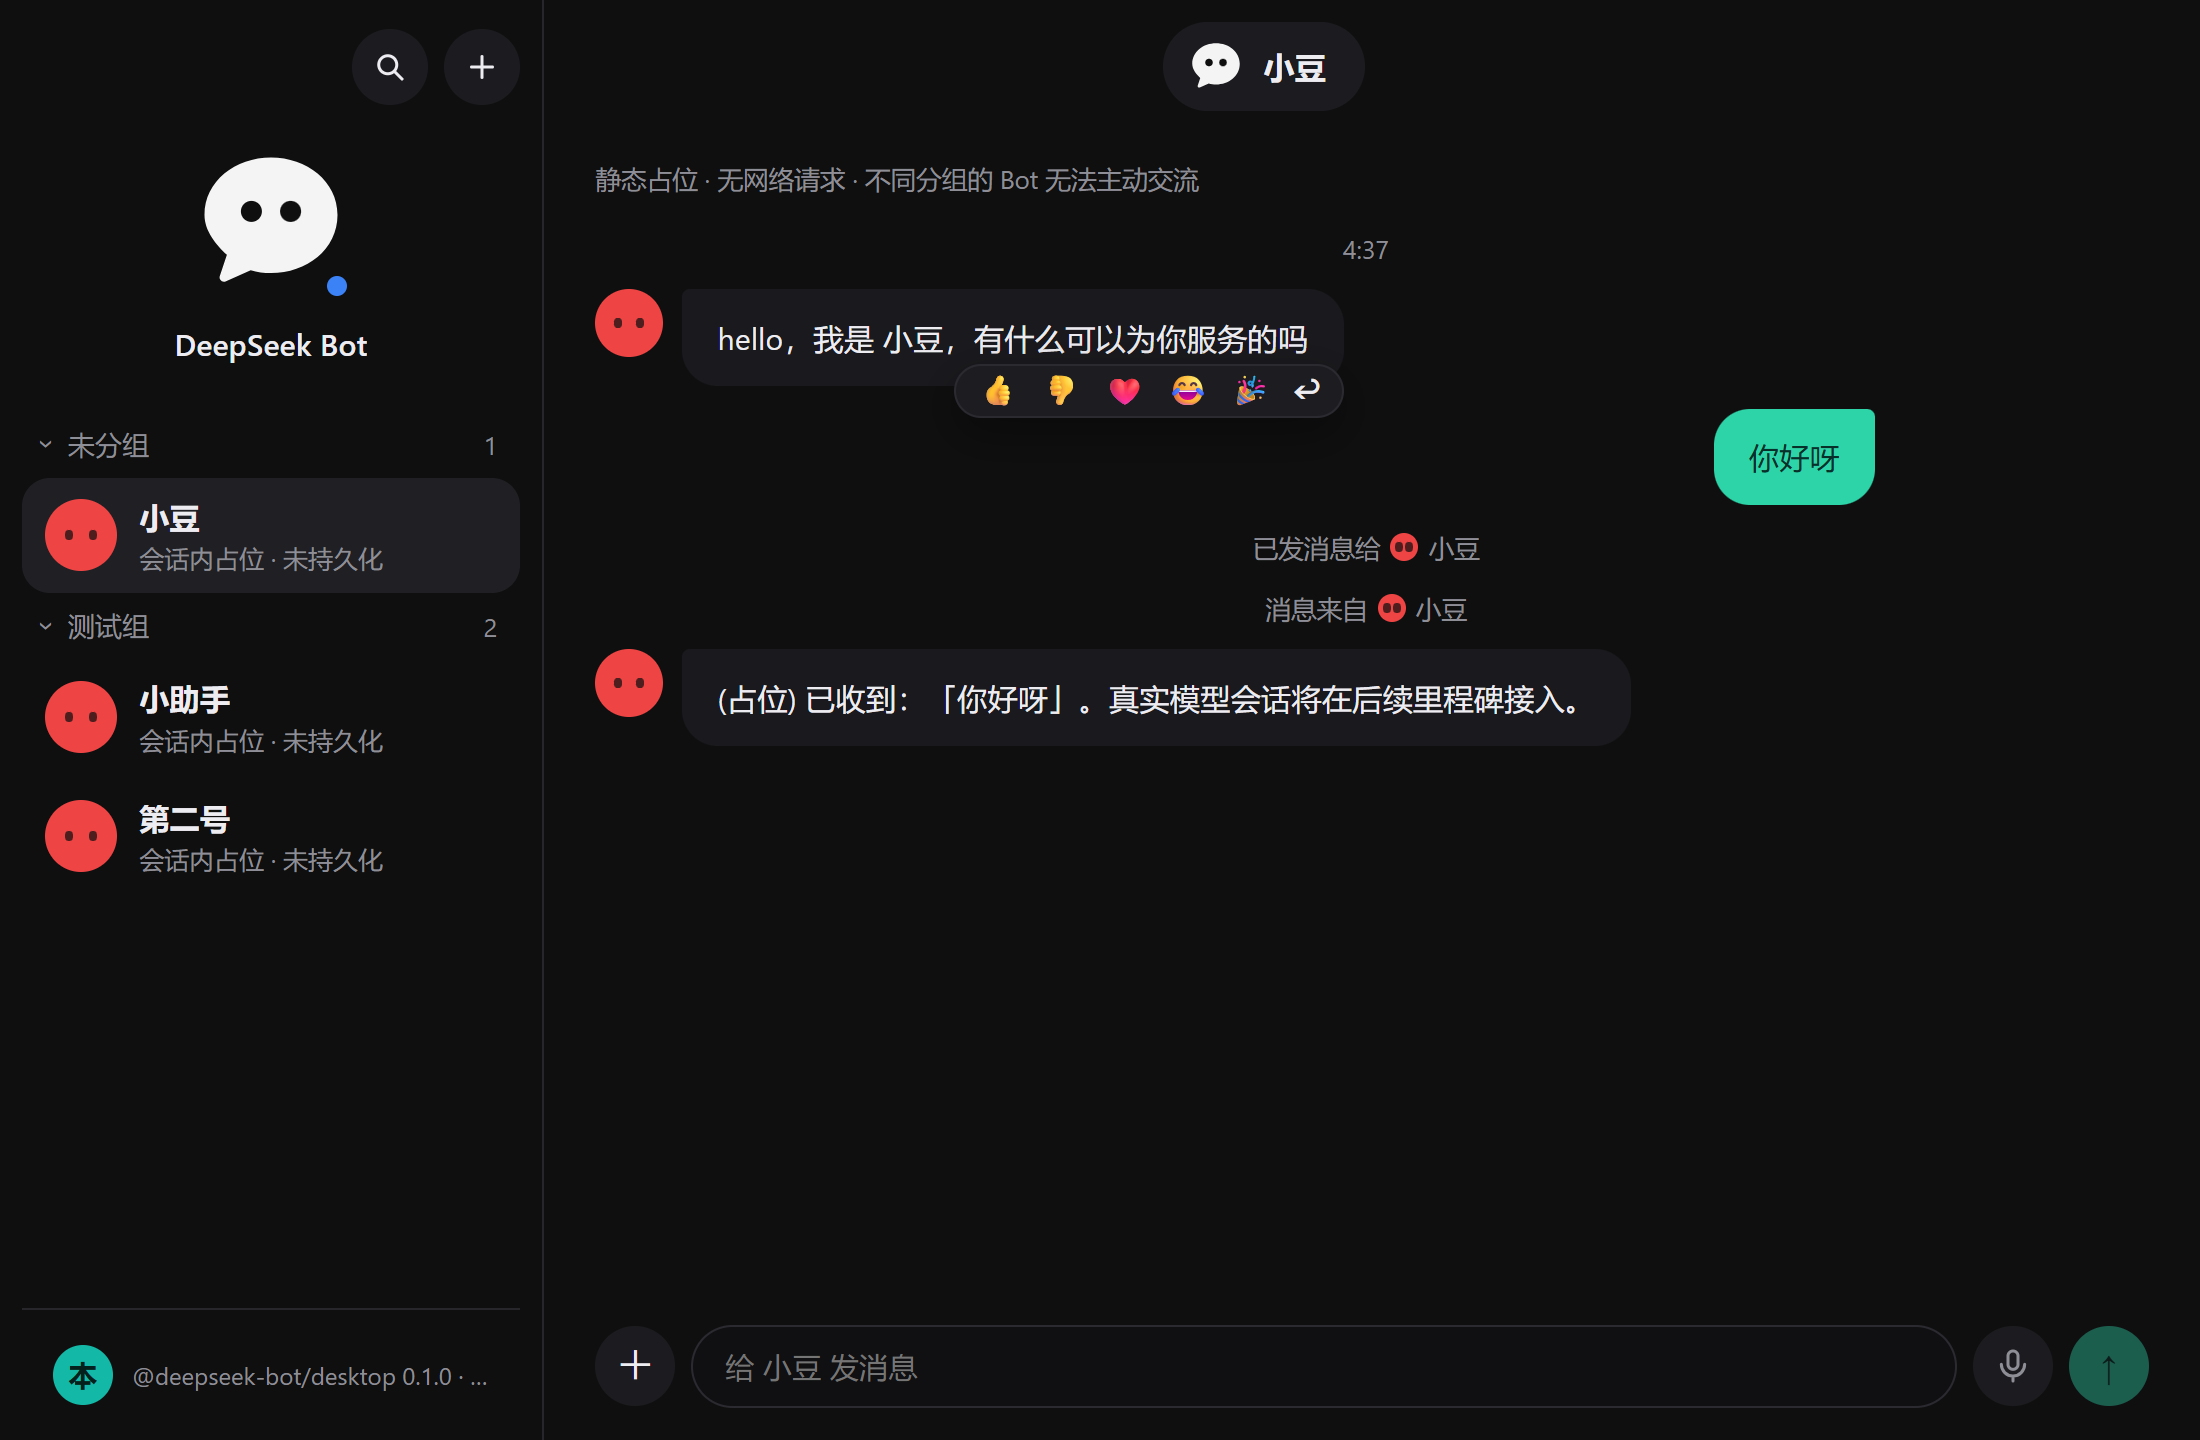 DeepSeek Bot
未分组 1
小豆
会话内占位 · 未持久化
测试组 2
小助手
会话内占位 · 未持久化
第二号
会话内占位 · 未持久化
本 @deepseek-bot/desktop 0.1.0 · ...
小豆
静态占位 · 无网络请求 · 不同分组的 Bot 无法主动交流
4:37
hello，我是 小豆，有什么可以为你服务的吗
👍 👎 ❤️ 😂 🎉 ↩
你好呀
已发消息给 小豆
消息来自 小豆
(占位) 已收到：「你好呀」。真实模型会话将在后续里程碑接入。
给 小豆 发消息